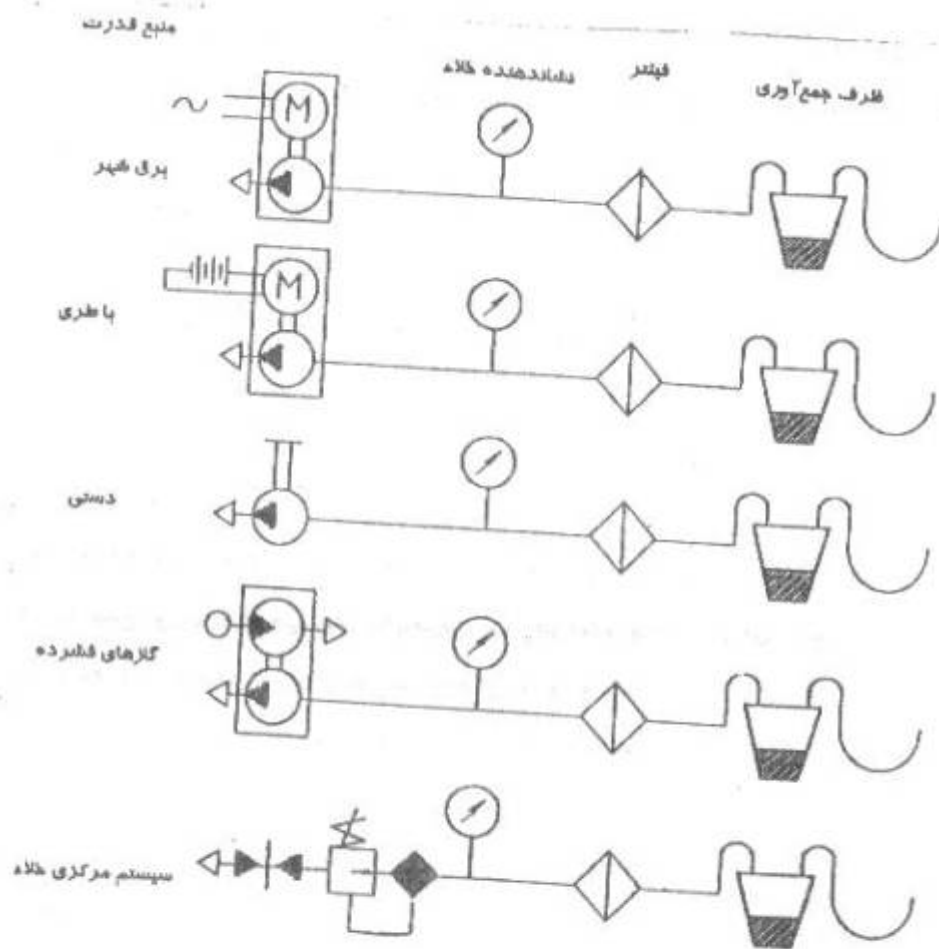 منبع قدرت
ظرف جمع‌آوری
فیلتر
نشاندهنده خلاء
M
برق شهر
M
باطری
دستی
گازهای فشرده
سیستم مرکزی خلاء